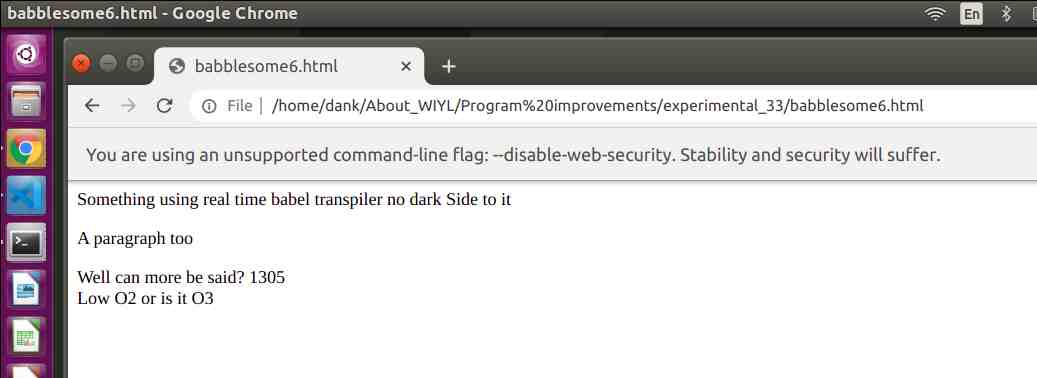 babblesome6.html - Google Chrome
En
babblesome6.html
File | /home/dank/About_WIYL/Program%20improvements/experimental_33/babblesome6.html
You are using an unsupported command-line flag: --disable-web-security. Stability and security will suffer.
Something using real time babel transpiler no dark Side to it
A paragraph too
Well can more be said? 1305
Low O2 or is it O3